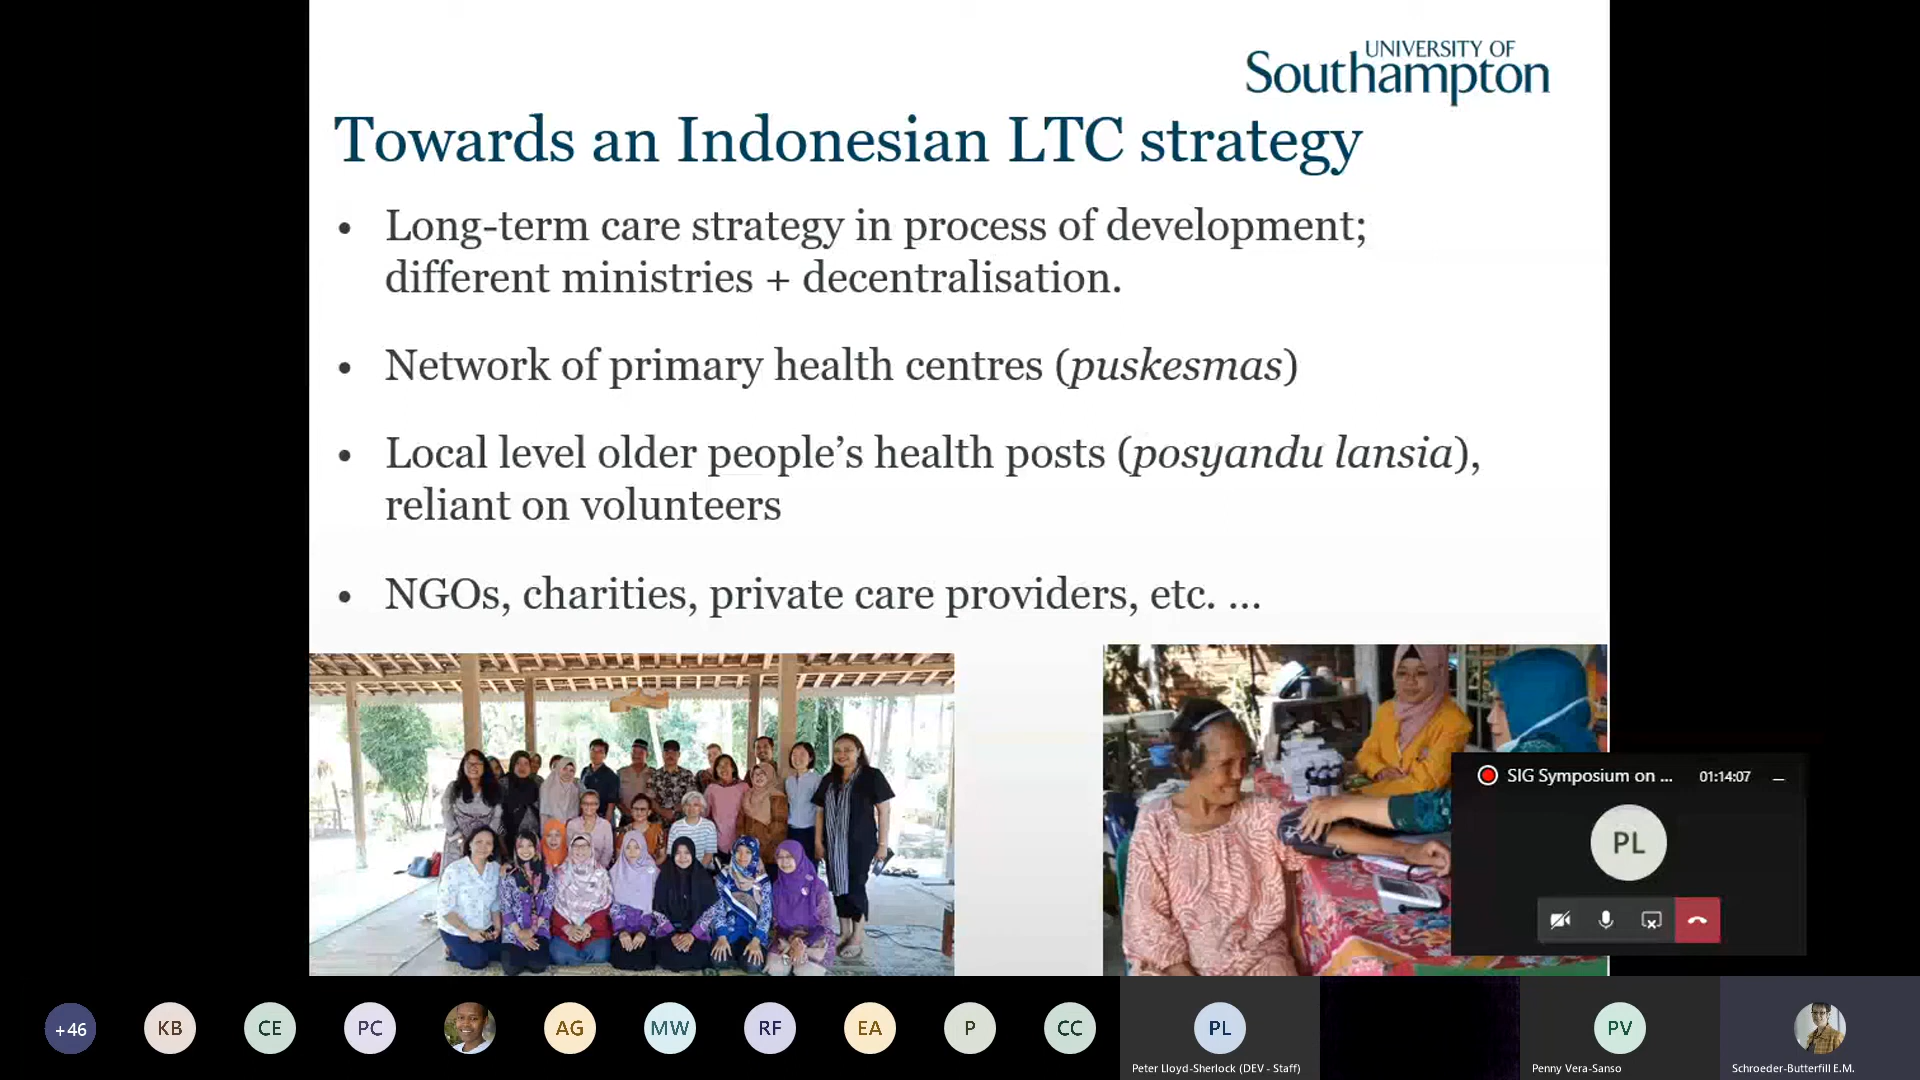 UNIVERSITY OF
Southampton
Towards an Indonesian LTC strategy
• Long-term care strategy in process of development;
different ministries + decentralisation.
• Network of primary health centres (puskesmas)
• Local level older people’s health posts (posyandu lansia),
reliant on volunteers
• NGOs, charities, private care providers, etc. ...
SIG Symposium on ... 01:14:07
PL
+46 KB CE PC AG MW RF EA P CC PL PV
Peter Lloyd-Sherlock (DEV - Staff) Penny Vera-Sanso Schroeder-Butterfill E.M.